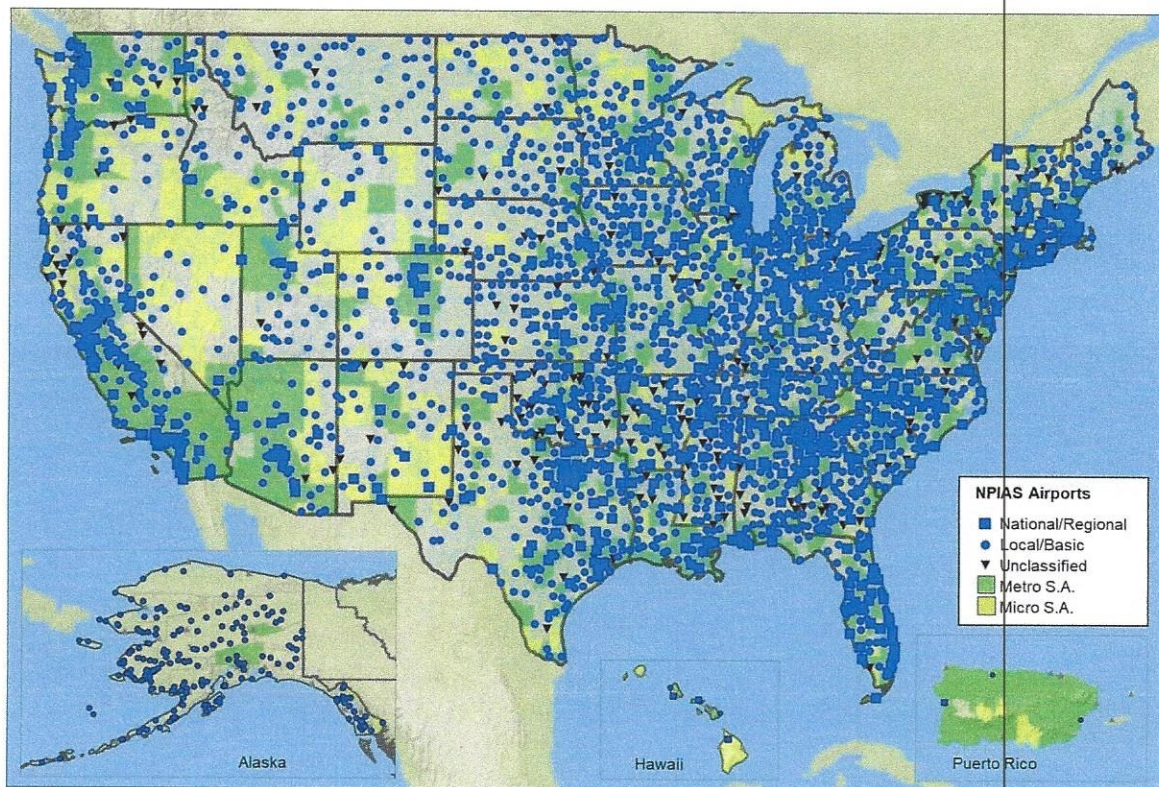 NPIAS Airports
National/Regional
Local/Basic
Unclassified
Metro S.A.
Micro S.A.
Alaska
Hawaii
Puerto Rico